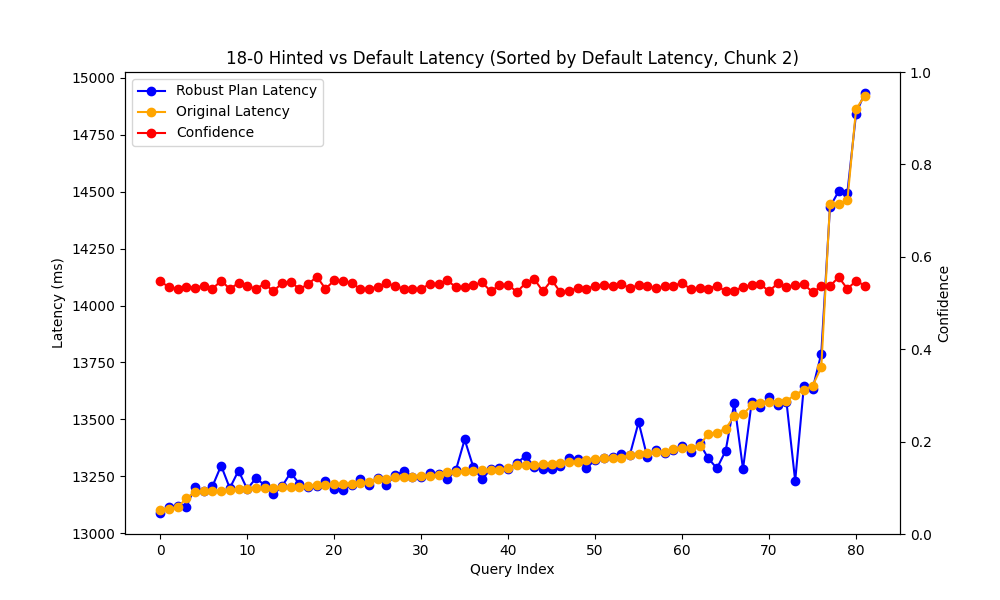 18-0 Hinted vs Default Latency (Sorted by Default Latency, Chunk 2)
Robust Plan Latency
Original Latency
Confidence
Latency (ms)
15000
14750
14500
14250
14000
13750
13500
13250
13000
1.0
0.8
0.6
0.4
0.2
0.0
Confidence
0 10 20 30 40 50 60 70 80
Query Index